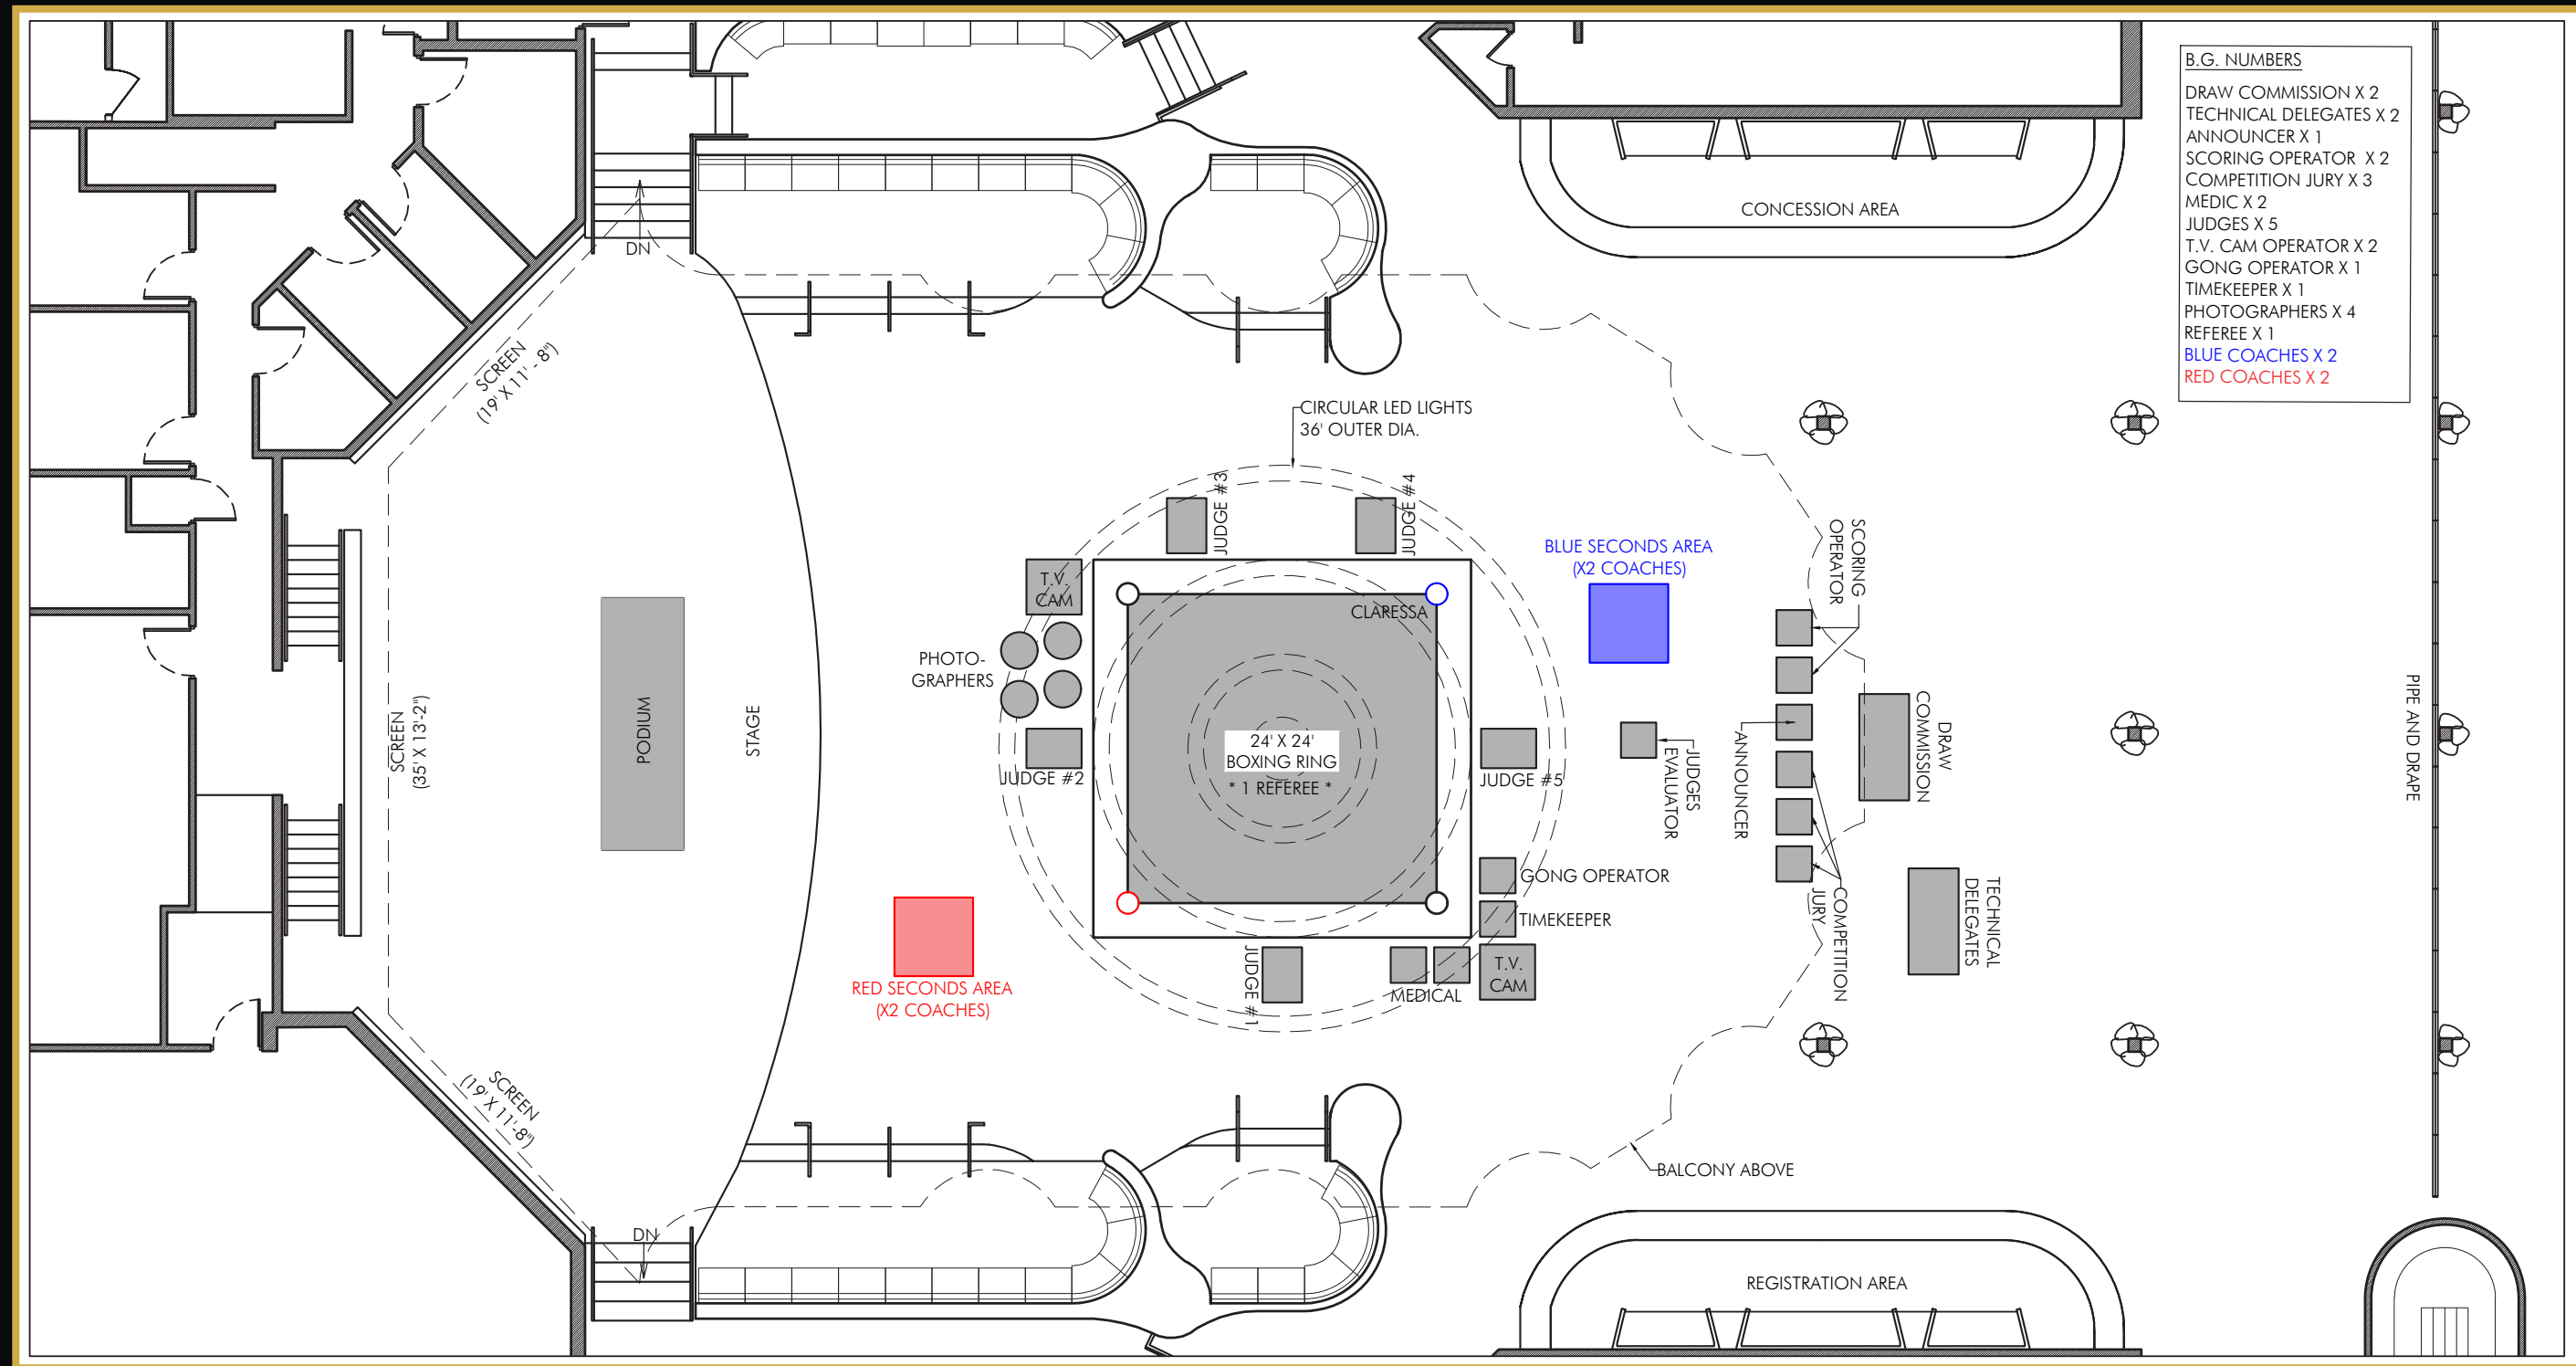 B.G. NUMBERS
DRAW COMMISSION X 2
TECHNICAL DELEGATES X 2
ANNOUNCER X 1
SCORING OPERATOR X 2
COMPETITION JURY X 3
MEDIC X 2
JUDGES X 5
T.V. CAM OPERATOR X 2
GONG OPERATOR X 1
TIMEKEEPER X 1
PHOTOGRAPHERS X 4
REFEREE X 1
BLUE COACHES X 2
RED COACHES X 2
CONCESSION AREA
DN
SCREEN
(19' X 11'-8")
CIRCULAR LED LIGHTS
36' OUTER DIA.
JUDGE #3
JUDGE #4
BLUE SECONDS AREA
(X2 COACHES)
SCORING
OPERATOR
T.V.
CAM
CLARESSA
PHOTO-
GRAPHERS
SCREEN
(35' X 13'-2")
PODIUM
STAGE
24' X 24'
BOXING RING
* 1 REFEREE *
JUDGE #2
JUDGE #5
JUDGES
EVALUATOR
ANNOUNCER
DRAW
COMMISSION
PIPE AND DRAPE
GONG OPERATOR
TIMEKEEPER
COMPETITION
JURY
TECHNICAL
DELEGATES
RED SECONDS AREA
(X2 COACHES)
JUDGE #1
MEDICAL
T.V.
CAM
SCREEN
(19' X 11'-8")
BALCONY ABOVE
DN
REGISTRATION AREA